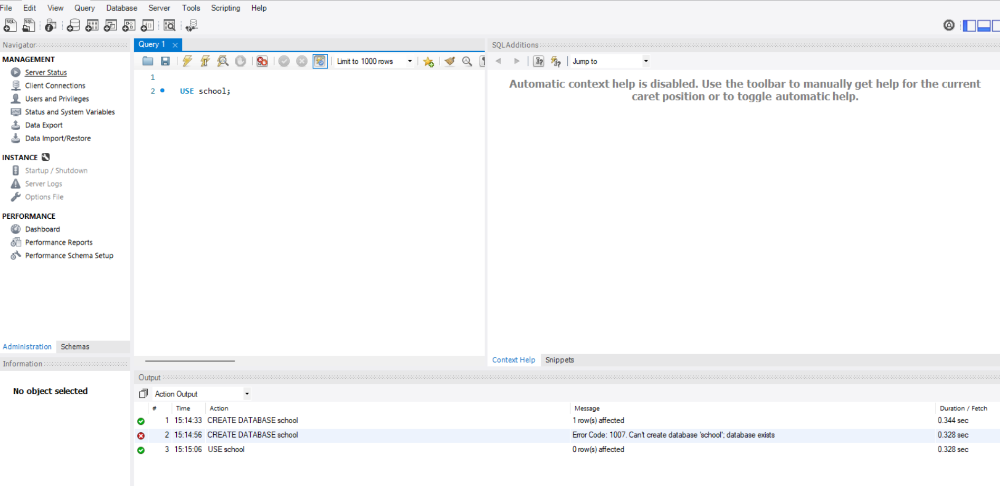 File Edit View Query Database Server Tools Scripting Help
SQL SQL
Navigator
MANAGEMENT
Server Status
Client Connections
Users and Privileges
Status and System Variables
Data Export
Data Import/Restore
INSTANCE
Startup / Shutdown
Server Logs
Options File
PERFORMANCE
Dashboard
Performance Reports
Performance Schema Setup
Administration Schemas
Information
No object selected
Query 1
Limit to 1000 rows
1
2 USE school;
SQLAdditions
Jump to
Automatic context help is disabled. Use the toolbar to manually get help for the current
caret position or to toggle automatic help.
Context Help Snippets
Output
Action Output
# Time Action Message Duration / Fetch
1 15:14:33 CREATE DATABASE school 1 row(s) affected 0.344 sec
2 15:14:56 CREATE DATABASE school Error Code: 1007. Can't create database 'school'; database exists 0.328 sec
3 15:15:06 USE school 0 row(s) affected 0.328 sec